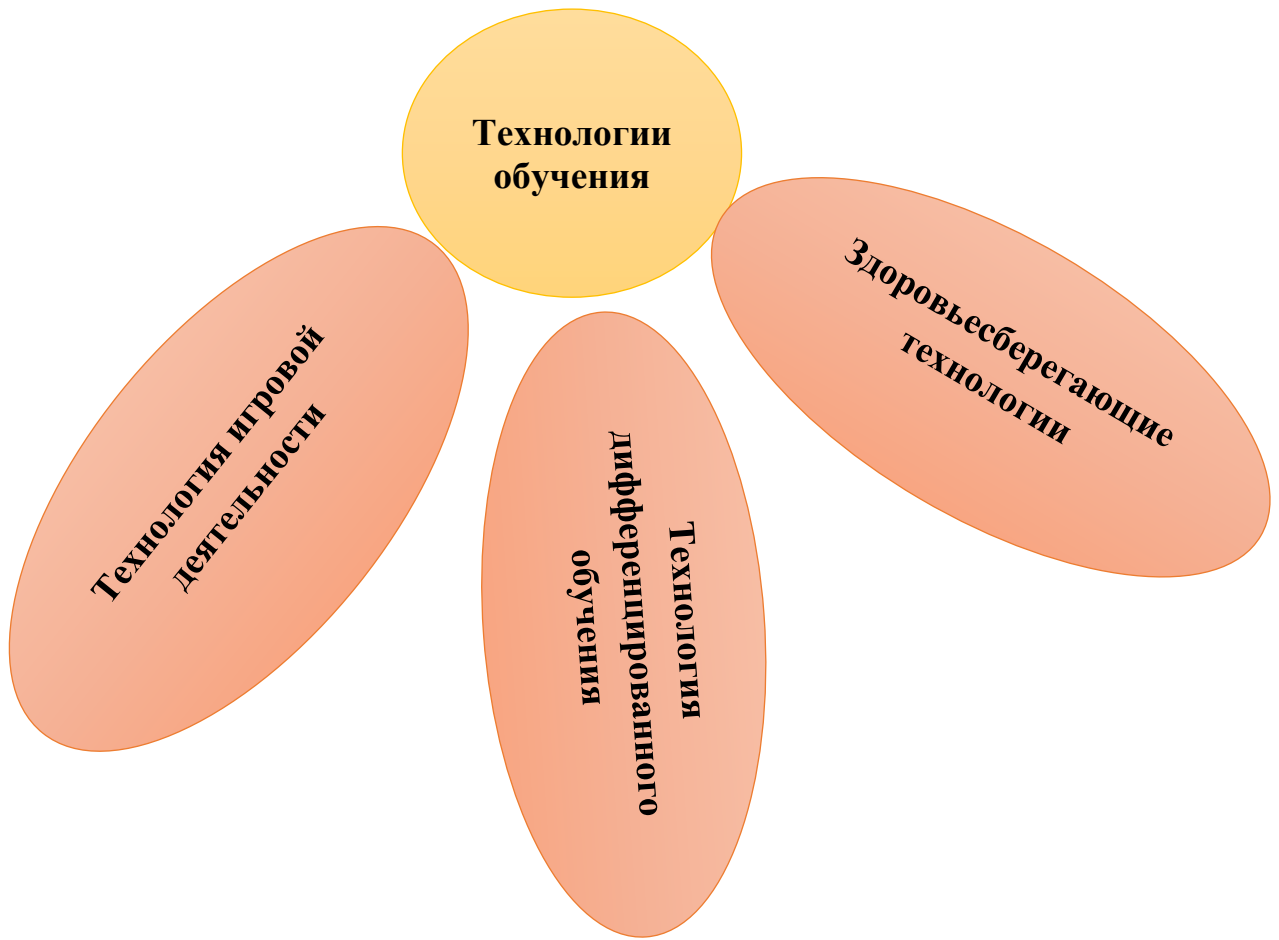 Технологии
обучения
Технология игровой
деятельности
Технология
дифференцированного
обучения
Здоровьесберегающие
технологии